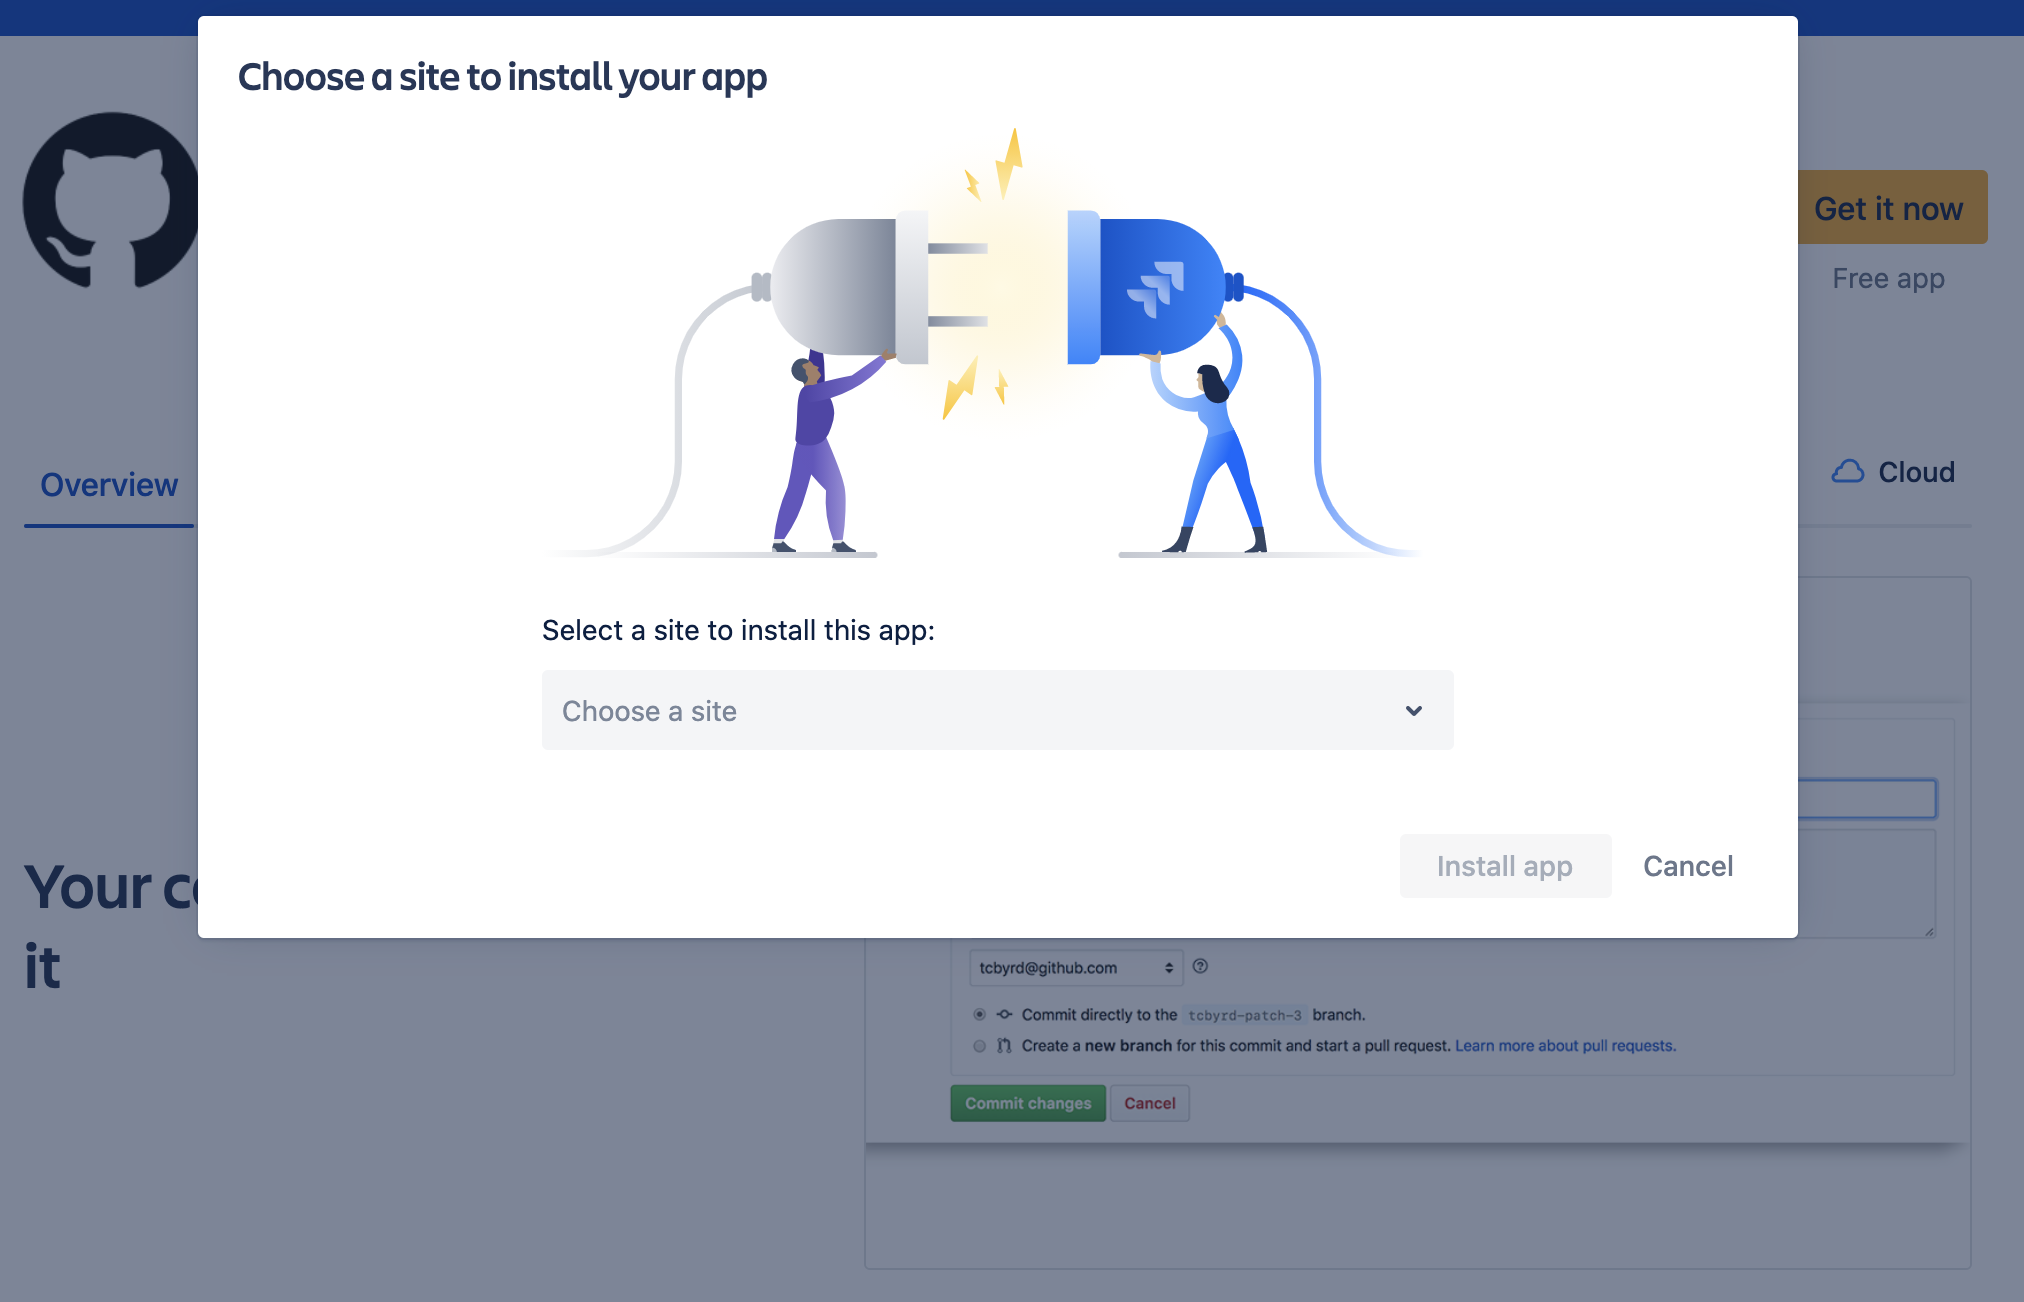 Choose a site to install your app
Get it now
Free app
Overview
Cloud
Select a site to install this app:
Choose a site
Install app
Cancel
Your
it
tcbyrd@github.com
Commit directly to the tcbyrd-patch-3 branch.
Create a new branch for this commit and start a pull request. Learn more about pull requests.
Commit changes
Cancel